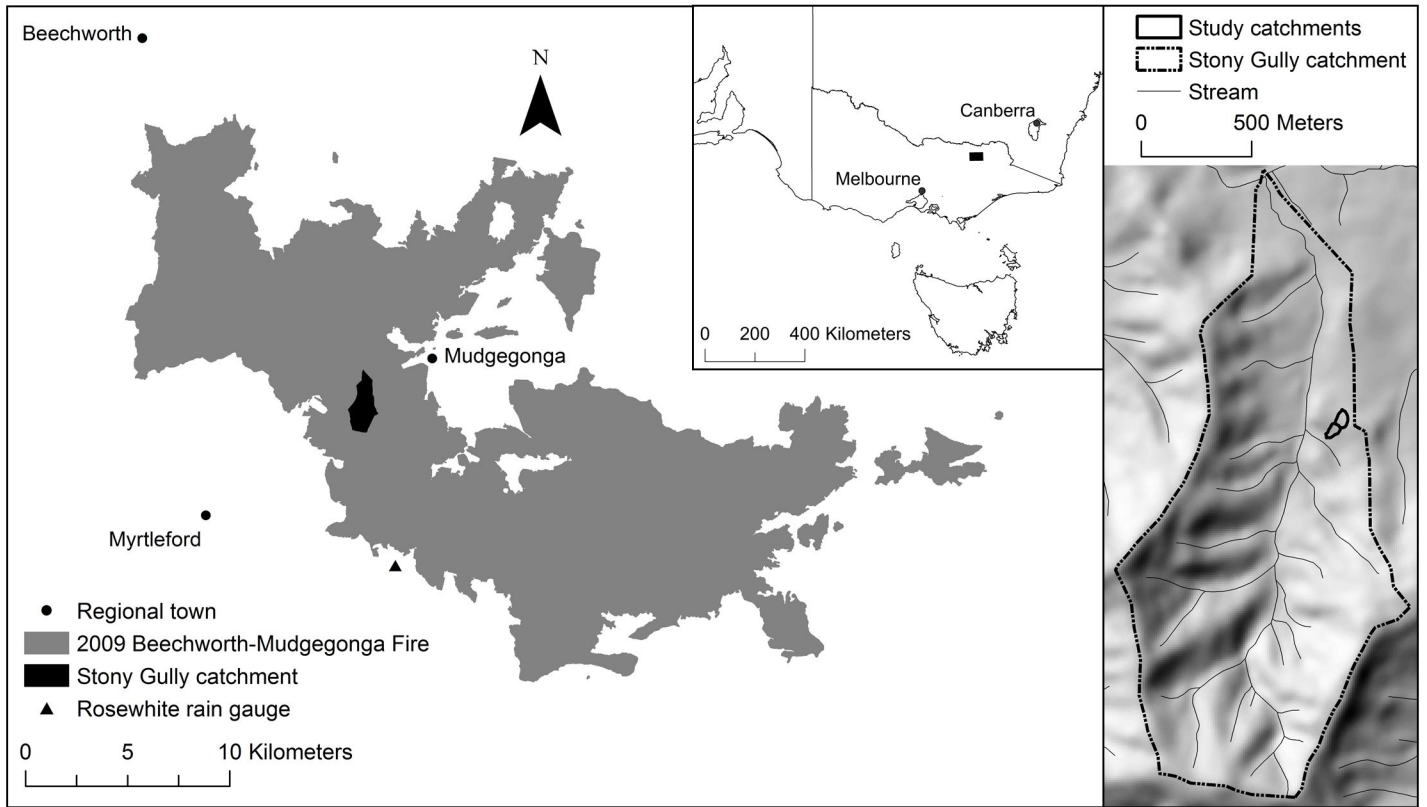 Beechworth
N
Mudgegonga
Myrtleford
Regional town
2009 Beechworth-Mudgegonga Fire
Stony Gully catchment
Rosewhite rain gauge
0 5 10 Kilometers
Canberra
Melbourne
0 200 400 Kilometers
Study catchments
Stony Gully catchment
Stream
0 500 Meters